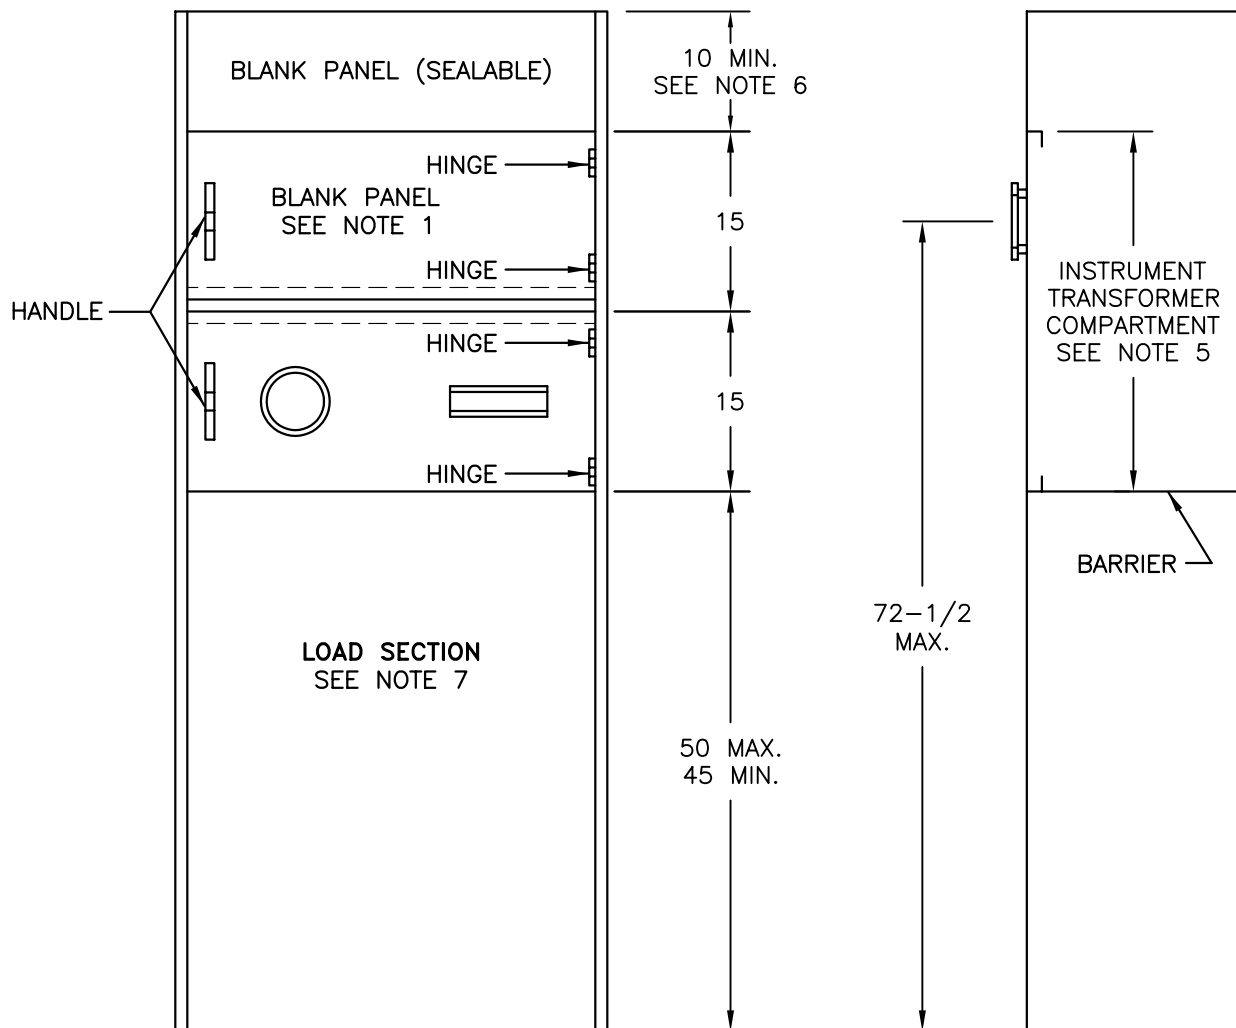 BLANK PANEL (SEALABLE)
10 MIN.
SEE NOTE 6
HINGE
BLANK PANEL
SEE NOTE 1
15
HINGE
HANDLE
HINGE
15
HINGE
INSTRUMENT
TRANSFORMER
COMPARTMENT
SEE NOTE 5
BARRIER
72-1/2
MAX.
LOAD SECTION
SEE NOTE 7
50 MAX.
45 MIN.